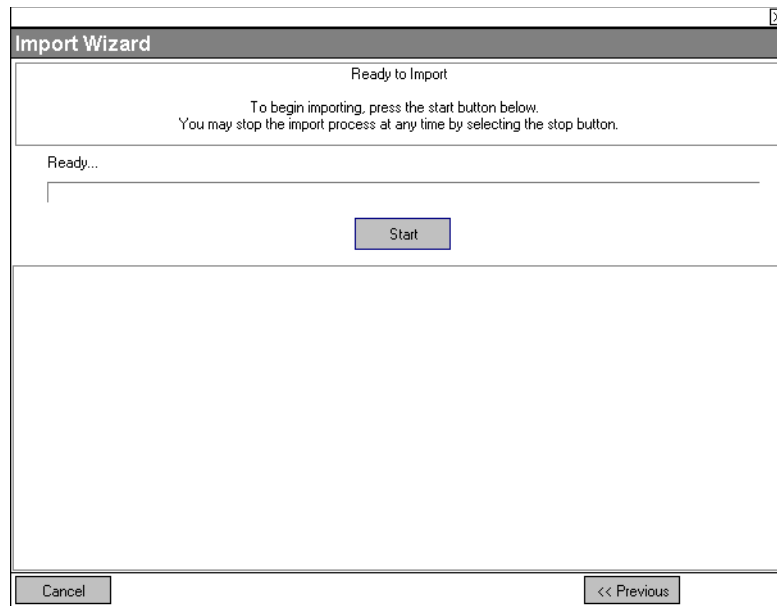 Import Wizard
Ready to Import
To begin importing, press the start button below.
You may stop the import process at any time by selecting the stop button.
Ready...
Start
Cancel
<< Previous